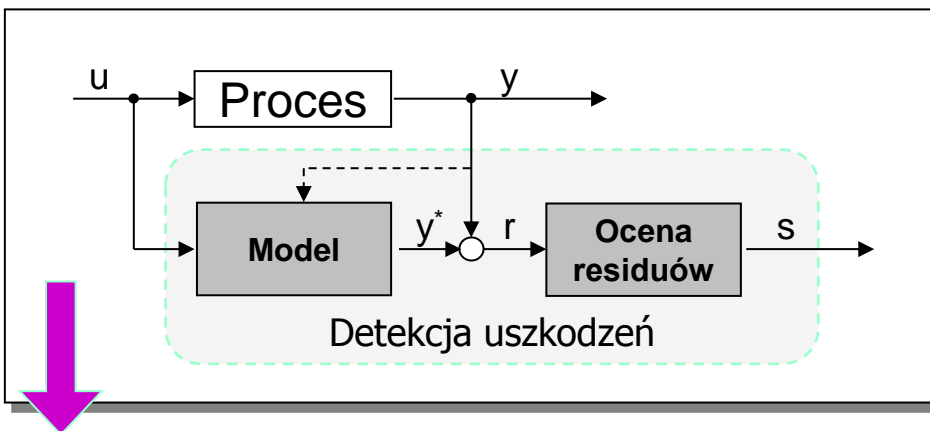 u
Proces
y
Model
y*
r
Ocena
residuów
s
Detekcja uszkodzeń